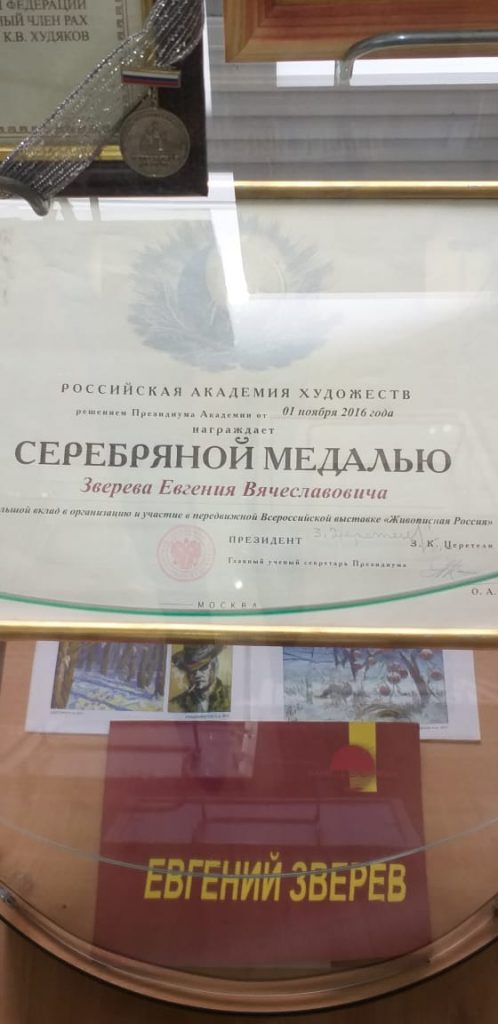 ФЕДЕРАЦИИ
ЫЙ ЧЛЕН РАХ
К.В. ХУДЯКОВ
РОССИЙСКАЯ АКАДЕМИЯ ХУДОЖЕСТВ
решением Президиума Академии от 01 ноября 2016 года
награждает
СЕРЕБРЯНОЙ МЕДАЛЬЮ
Зверева Евгения Вячеславовича
льшой вклад в организацию и участие в передвижной Всероссийской выставке «Живописная Россия»
ПРЕЗИДЕНТ З. К. Церетели
Главный ученый секретарь Президиума
О. А.
МОСКВА
ЕВГЕНИЙ ЗВЕРЕВ